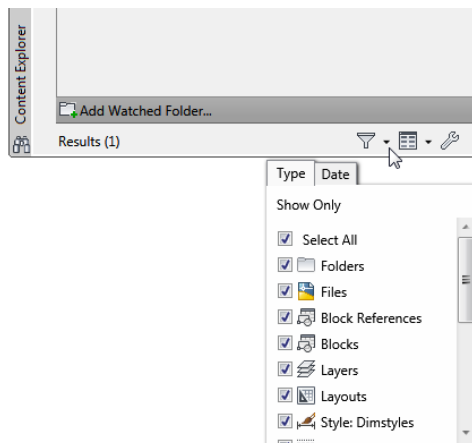 Content Explorer
Add Watched Folder...
Results (1)
Type Date
Show Only
Select All
Folders
Files
Block References
Blocks
Layers
Layouts
Style: Dimstyles